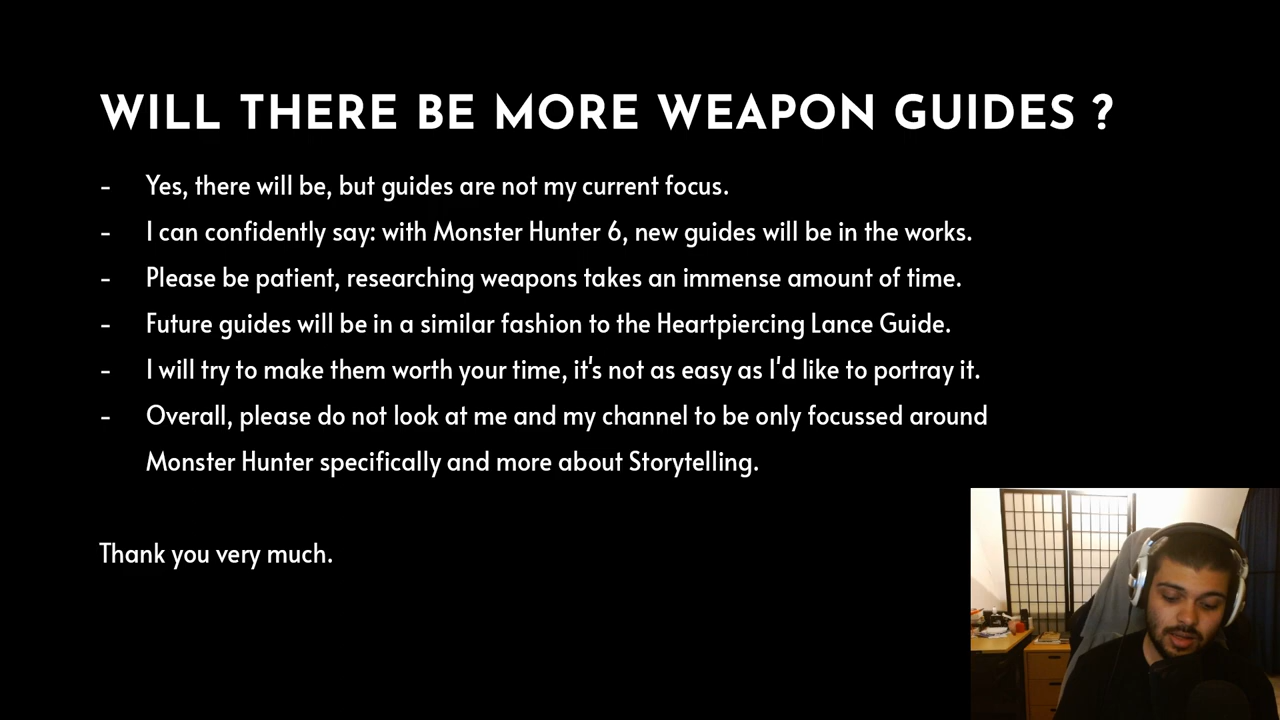 WILL THERE BE MORE WEAPON GUIDES ?
- Yes, there will be, but guides are not my current focus.
- I can confidently say: with Monster Hunter 6, new guides will be in the works.
- Please be patient, researching weapons takes an immense amount of time.
- Future guides will be in a similar fashion to the Heartpiercing Lance Guide.
- I will try to make them worth your time, it's not as easy as I'd like to portray it.
- Overall, please do not look at me and my channel to be only focussed around
Monster Hunter specifically and more about Storytelling.
Thank you very much.